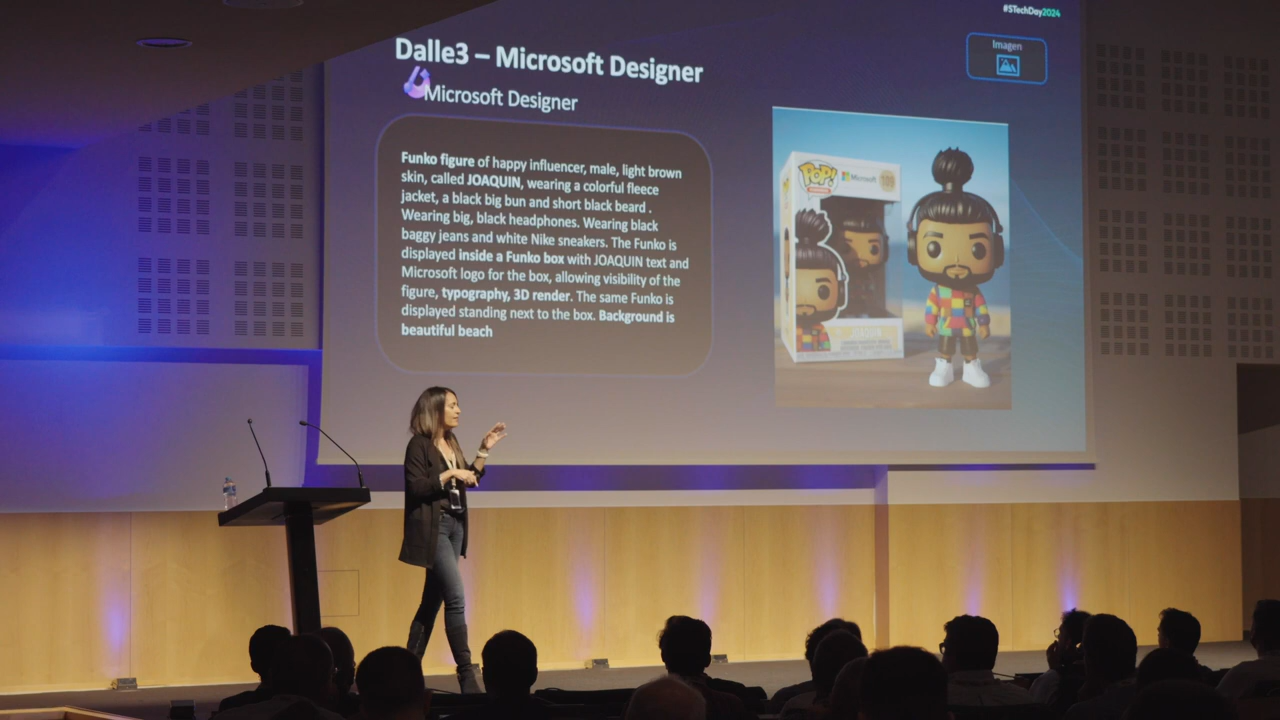 #STechDay2024
Dalle3 – Microsoft Designer
Imagen
Microsoft Designer
Funko figure of happy influencer, male, light brown
skin, called JOAQUIN, wearing a colorful fleece
jacket, a black big bun and short black beard .
Wearing big, black headphones. Wearing black
baggy jeans and white Nike sneakers. The Funko is
displayed inside a Funko box with JOAQUIN text and
Microsoft logo for the box, allowing visibility of the
figure, typography, 3D render. The same Funko is
displayed standing next to the box. Background is
beautiful beach
POP!
Microsoft